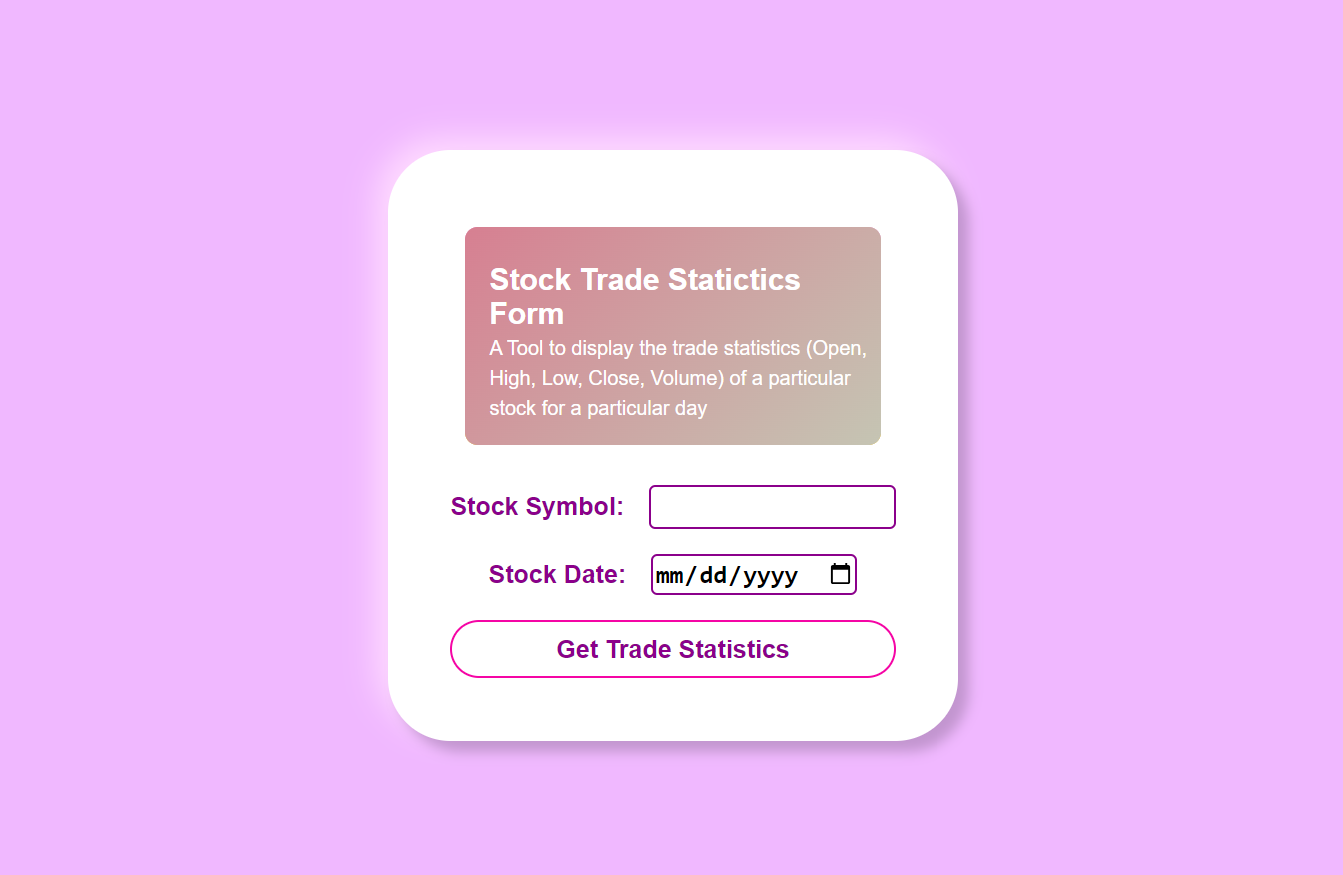 Stock Trade Statictics
Form
A Tool to display the trade statistics (Open,
High, Low, Close, Volume) of a particular
stock for a particular day
Stock Symbol:
Stock Date: mm/dd/yyyy
Get Trade Statistics